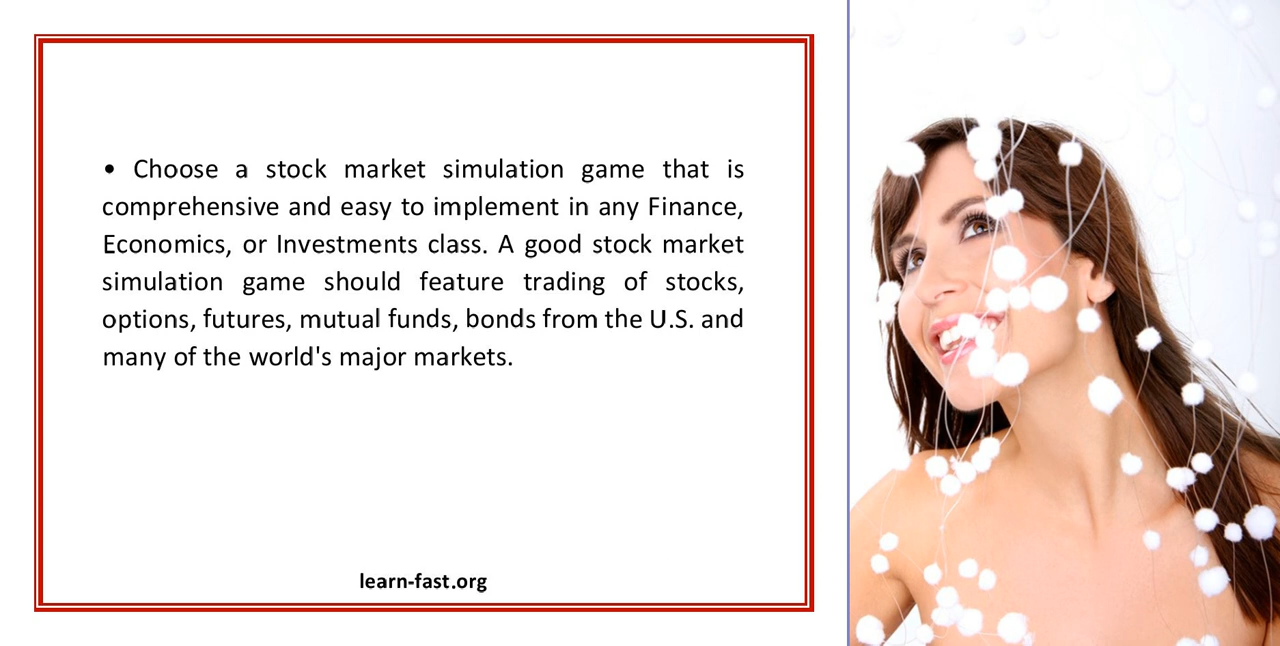 • Choose a stock market simulation game that is
comprehensive and easy to implement in any Finance,
Economics, or Investments class. A good stock market
simulation game should feature trading of stocks,
options, futures, mutual funds, bonds from the U.S. and
many of the world's major markets.
learn-fast.org